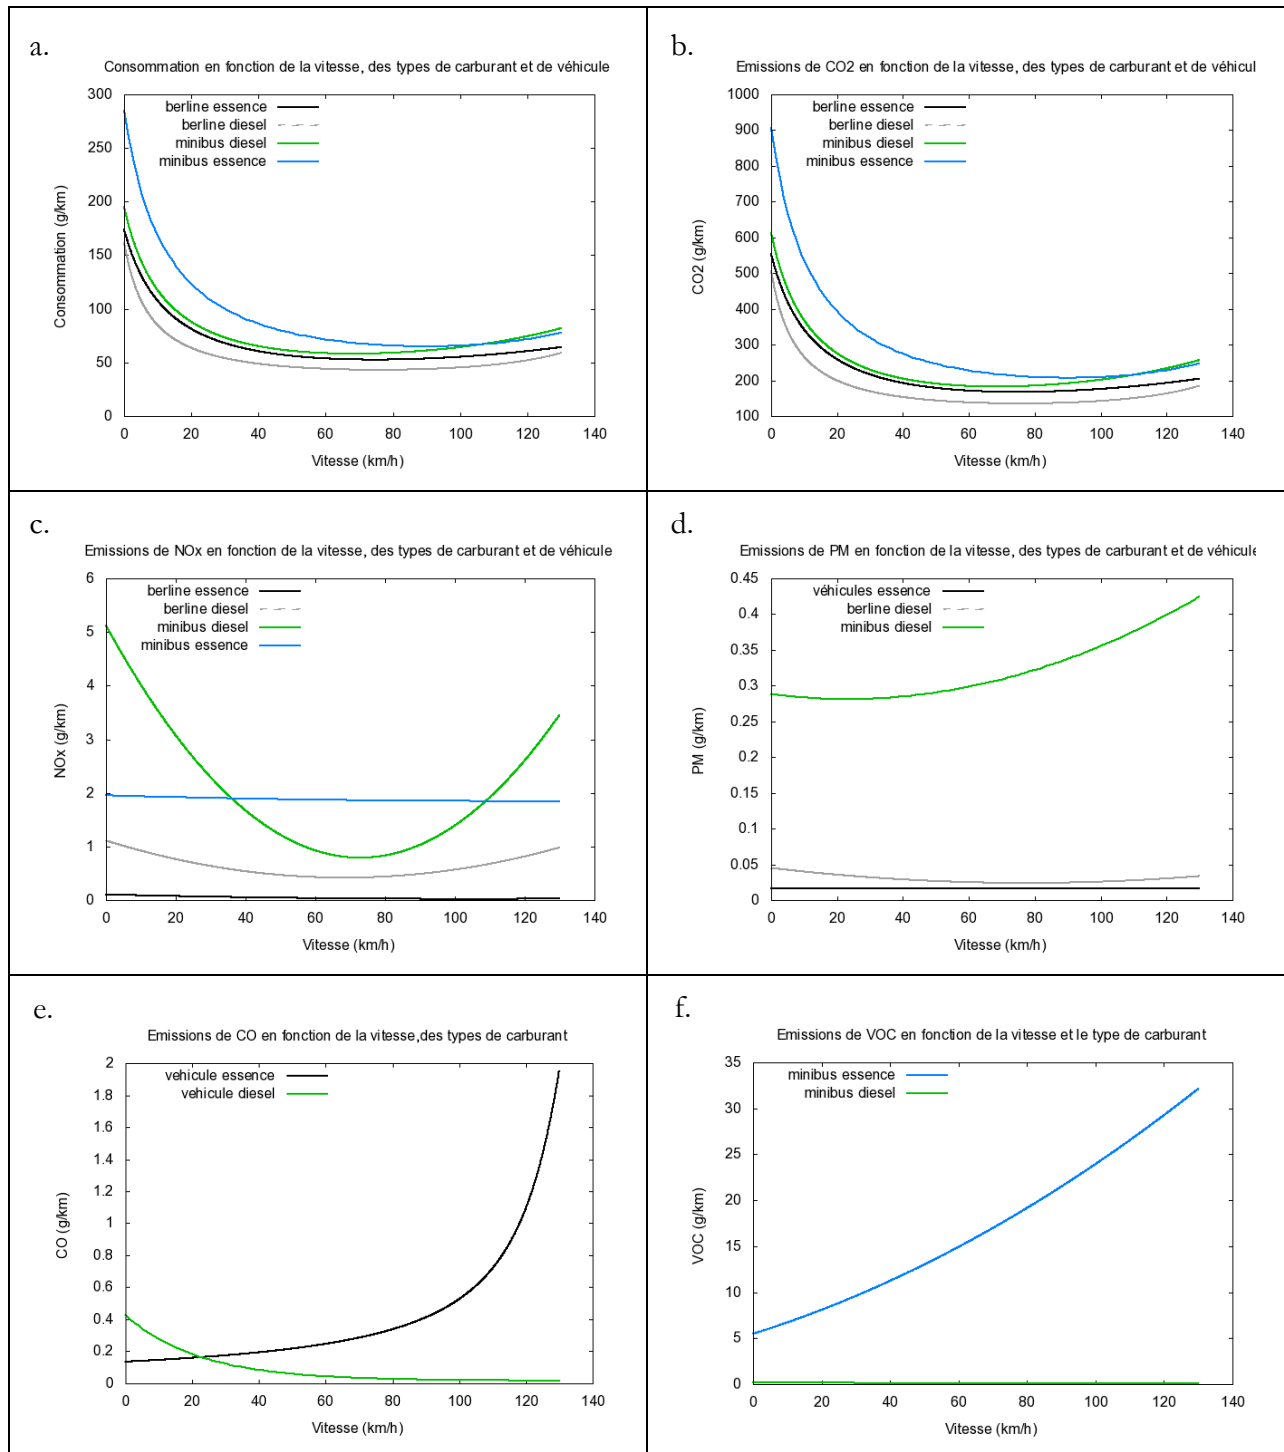 a.
Consommation en fonction de la vitesse, des types de carburant et de véhicule
berline essence
berline diesel
minibus diesel
minibus essence
Consommation (g/km)
300
250
200
150
100
50
0
0 20 40 60 80 100 120 140
Vitesse (km/h)
b.
Emissions de CO2 en fonction de la vitesse, des types de carburant et de véhicul
berline essence
berline diesel
minibus diesel
minibus essence
CO2 (g/km)
1000
900
800
700
600
500
400
300
200
100
0 20 40 60 80 100 120 140
Vitesse (km/h)
c.
Emissions de NOx en fonction de la vitesse, des types de carburant et de véhicule
berline essence
berline diesel
minibus diesel
minibus essence
NOx (g/km)
6
5
4
3
2
1
0
0 20 40 60 80 100 120 140
Vitesse (km/h)
d.
Emissions de PM en fonction de la vitesse, des types de carburant et de véhicule
véhicules essence
berline diesel
minibus diesel
PM (g/km)
0.45
0.4
0.35
0.3
0.25
0.2
0.15
0.1
0.05
0
0 20 40 60 80 100 120 140
Vitesse (km/h)
e.
Emissions de CO en fonction de la vitesse,des types de carburant
vehicule essence
vehicule diesel
CO (g/km)
2
1.8
1.6
1.4
1.2
1
0.8
0.6
0.4
0.2
0
0 20 40 60 80 100 120 140
Vitesse (km/h)
f.
Emissions de VOC en fonction de la vitesse et le type de carburant
minibus essence
minibus diesel
VOC (g/km)
35
30
25
20
15
10
5
0
0 20 40 60 80 100 120 140
Vitesse (km/h)